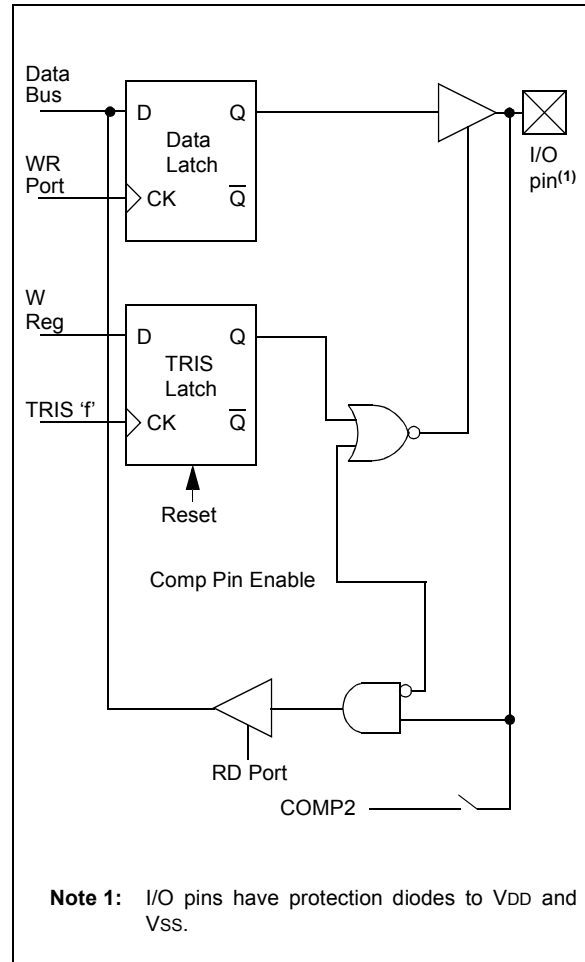 Data
Bus
D Q
Data
Latch
WR
Port
CK Q
I/O
pin(1)
W
Reg
D Q
TRIS
Latch
TRIS ‘f’
CK Q
Reset
Comp Pin Enable
RD Port
COMP2
Note 1: I/O pins have protection diodes to VDD and
VSS.